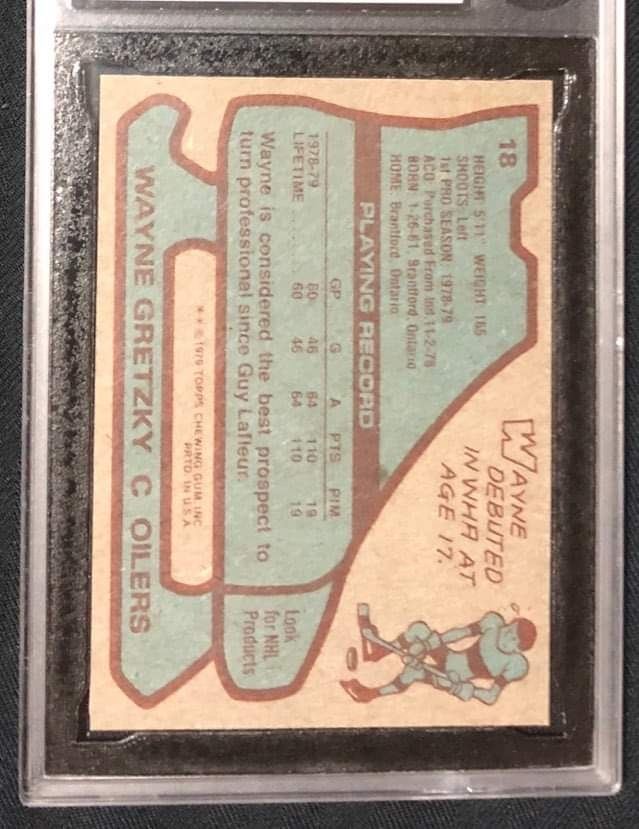 18
HEIGHT: 5'11" WEIGHT: 165
SHOOTS: Left
1st PRO SEASON: 1978-79
ACQ: Purchased From Ind 11-2-78
BORN: 1-26-61 Brantford, Ontario
HOME: Brantford, Ontario
WAYNE
DEBUTED
IN WHA AT
AGE 17.
PLAYING RECORD
GP G A PTS PIM
1978-79 80 46 64 110 19
LIFETIME 60 46 64 110 19
Wayne is considered the best prospect to
turn professional since Guy Lafleur.
Look
for NHL
Products
** © 1979 TOPPS CHEWING GUM INC
PRTD IN U.S.A.
WAYNE GRETZKY C OILERS